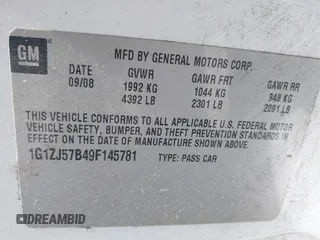 GM
MFD BY GENERAL MOTORS CORP.
DATE GVWR GAWR FRT GAWR RR
09/08 1992 KG 1044 KG 948 KG
4392 LB 2301 LB 2091 LB
THIS VEHICLE CONFORMS TO ALL APPLICABLE U.S. FEDERAL MOTOR
VEHICLE SAFETY, BUMPER, AND THEFT PREVENTION STANDARDS IN
EFFECT ON THE DATE OF MANUFACTURE SHOWN ABOVE.
1G1ZJ57B49F145781 TYPE: PASS CAR
autobidmaster